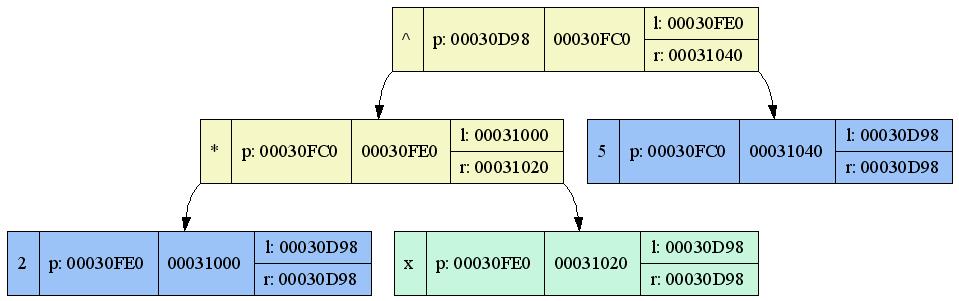 ^ p: 00030D98 00030FC0 l: 00030FE0
r: 00031040
* p: 00030FC0 00030FE0 l: 00031000
r: 00031020
5 p: 00030FC0 00031040 l: 00030D98
r: 00030D98
2 p: 00030FE0 00031000 l: 00030D98
r: 00030D98
x p: 00030FE0 00031020 l: 00030D98
r: 00030D98